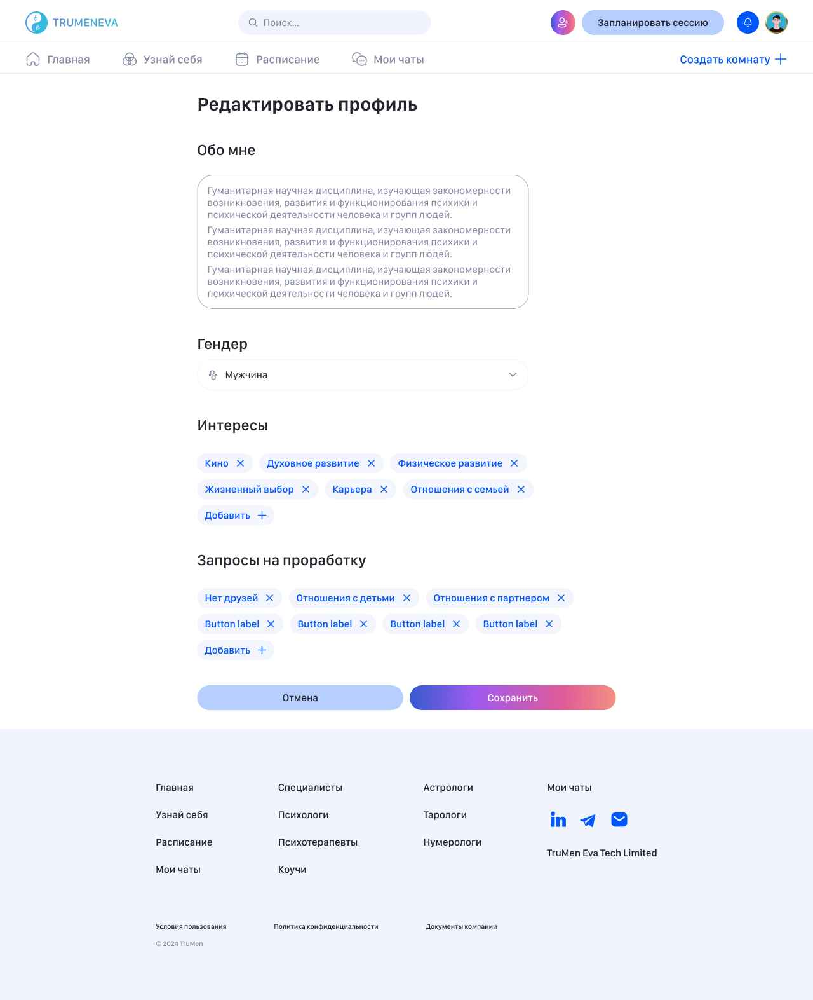 TRUMENEVA
Поиск...
Запланировать сессию
Главная
Узнай себя
Расписание
Мои чаты
Создать комнату
Редактировать профиль
Обо мне
Гуманитарная научная дисциплина, изучающая закономерности
возникновения, развития и функционирования психики и
психической деятельности человека и групп людей.
Гуманитарная научная дисциплина, изучающая закономерности
возникновения, развития и функционирования психики и
психической деятельности человека и групп людей.
Гуманитарная научная дисциплина, изучающая закономерности
возникновения, развития и функционирования психики и
психической деятельности человека и групп людей.
Гендер
Мужчина
Интересы
Кино
Духовное развитие
Физическое развитие
Жизненный выбор
Карьера
Отношения с семьей
Добавить
Запросы на проработку
Нет друзей
Отношения с детьми
Отношения с партнером
Button label
Button label
Button label
Button label
Добавить
Отмена
Сохранить
Главная
Узнай себя
Расписание
Мои чаты
Специалисты
Психологи
Психотерапевты
Коучи
Астрологи
Тарологи
Нумерологи
Мои чаты
in
TruMen Eva Tech Limited
Условия пользования
Политика конфиденциальности
Документы компании
© 2024 TruMen